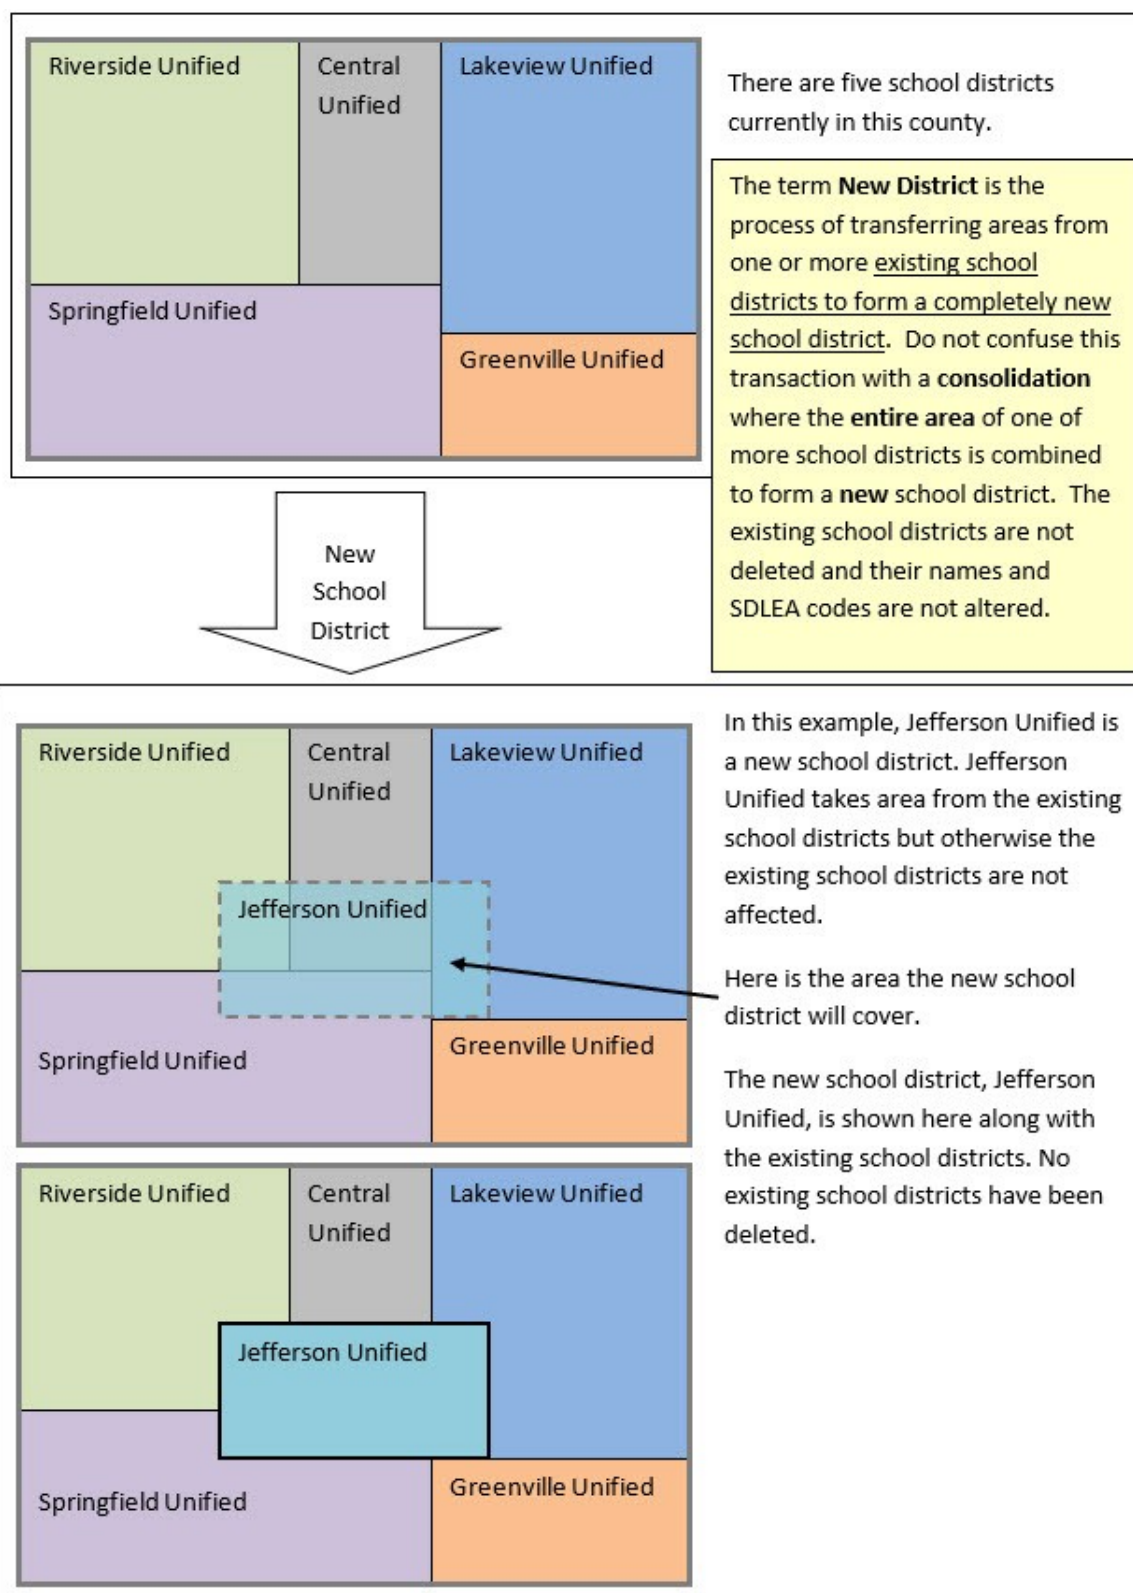 Riverside Unified
Central
Unified
Lakeview Unified
Springfield Unified
Greenville Unified
There are five school districts
currently in this county.
The term New District is the
process of transferring areas from
one or more existing school
districts to form a completely new
school district. Do not confuse this
transaction with a consolidation
where the entire area of one of
more school districts is combined
to form a new school district. The
existing school districts are not
deleted and their names and
SDLEA codes are not altered.
New
School
District
Riverside Unified
Central
Unified
Lakeview Unified
Jefferson Unified
Springfield Unified
Greenville Unified
In this example, Jefferson Unified is
a new school district. Jefferson
Unified takes area from the existing
school districts but otherwise the
existing school districts are not
affected.
Here is the area the new school
district will cover.
The new school district, Jefferson
Unified, is shown here along with
the existing school districts. No
existing school districts have been
deleted.
Riverside Unified
Central
Unified
Lakeview Unified
Jefferson Unified
Springfield Unified
Greenville Unified